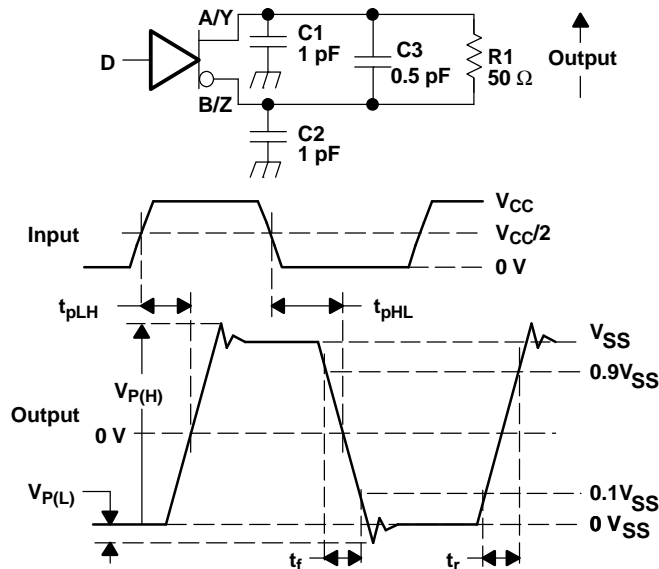 A/Y
C1
1 pF
C3
0.5 pF
R1
50 Ω
Output
D
B/Z
C2
1 pF
VCC
Input
VCC/2
0 V
tpLH
tpHL
VSS
0.9VSS
VP(H)
Output
0 V
VP(L)
0.1VSS
0 VSS
tf
tr